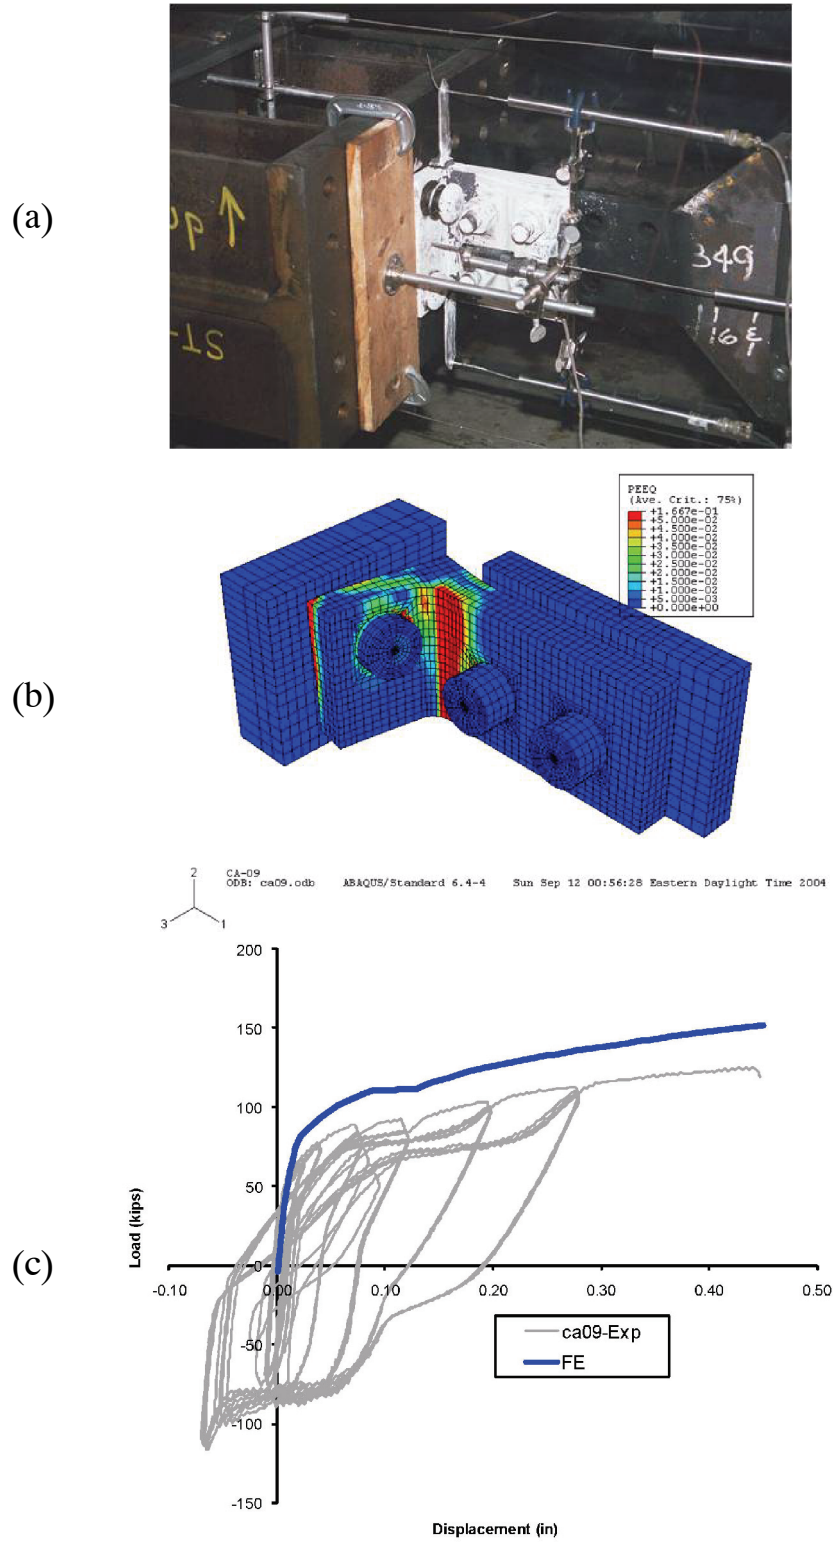 (a)
349
(b)
PEEQ
(Ave. Crit.: 75%)
+1.667e-01
+5.000e-02
+4.500e-02
+4.000e-02
+3.500e-02
+3.000e-02
+2.500e-02
+2.000e-02
+1.500e-02
+1.000e-02
+5.000e-03
+0.000e+00
2
3
1
CA-09
ODB: ca09.odb ABAQUS/Standard 6.4-4 Sun Sep 12 00:56:28 Eastern Daylight Time 2004
(c)
Load (kips)
200
150
100
50
0
-50
-100
-150
-0.10 0.00 0.10 0.20 0.30 0.40 0.50
ca09-Exp
FE
Displacement (in)